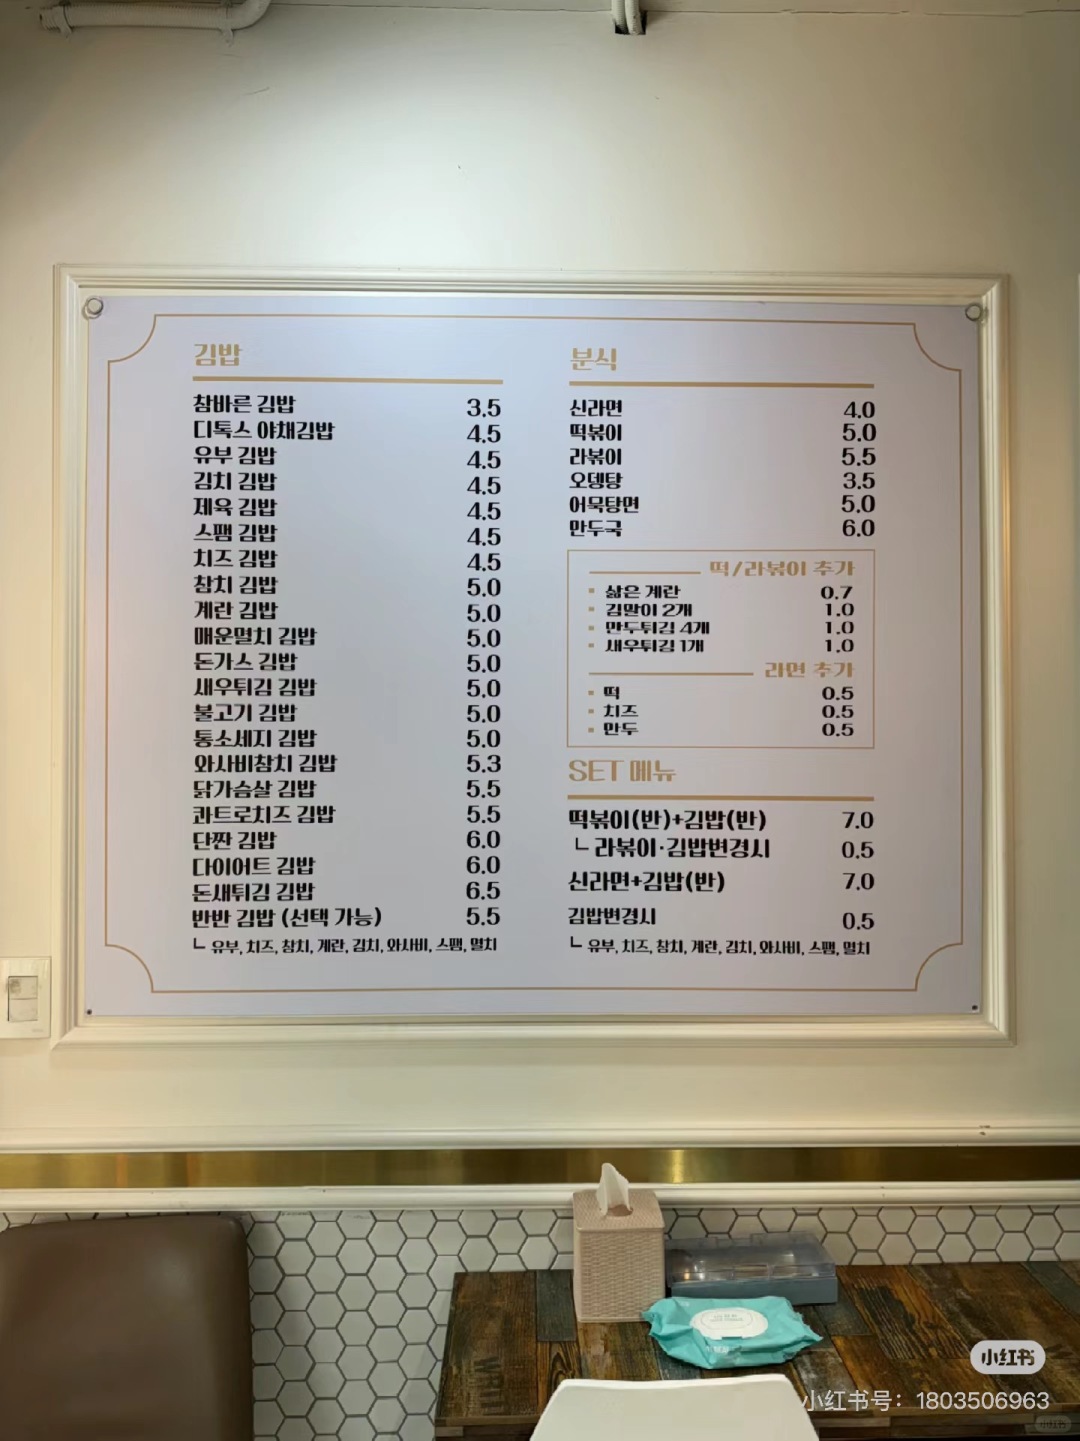 김밥
참바른 김밥 3.5
디톡스 야채김밥 4.5
유부 김밥 4.5
김치 김밥 4.5
제육 김밥 4.5
스팸 김밥 4.5
치즈 김밥 4.5
참치 김밥 5.0
계란 김밥 5.0
매운멸치 김밥 5.0
돈가스 김밥 5.0
새우튀김 김밥 5.0
불고기 김밥 5.0
통소세지 김밥 5.0
와사비참치 김밥 5.3
닭가슴살 김밥 5.5
콰트로치즈 김밥 5.5
단짠 김밥 6.0
다이어트 김밥 6.0
돈새튀김 김밥 6.5
반반 김밥 (선택 가능) 5.5
ㄴ 유부, 치즈, 참치, 계란, 김치, 와사비, 스팸, 멸치
분식
신라면 4.0
떡볶이 5.0
라볶이 5.5
오뎅탕 3.5
어묵탕면 5.0
만두국 6.0
떡/라볶이 추가
삶은 계란 0.7
김말이 2개 1.0
만두튀김 4개 1.0
새우튀김 1개 1.0
라면 추가
떡 0.5
치즈 0.5
만두 0.5
SET 메뉴
떡볶이(반)+김밥(반) 7.0
ㄴ 라볶이·김밥변경시 0.5
신라면+김밥(반) 7.0
김밥변경시 0.5
ㄴ 유부, 치즈, 참치, 계란, 김치, 와사비, 스팸, 멸치
小红书
小红书号：1803506963